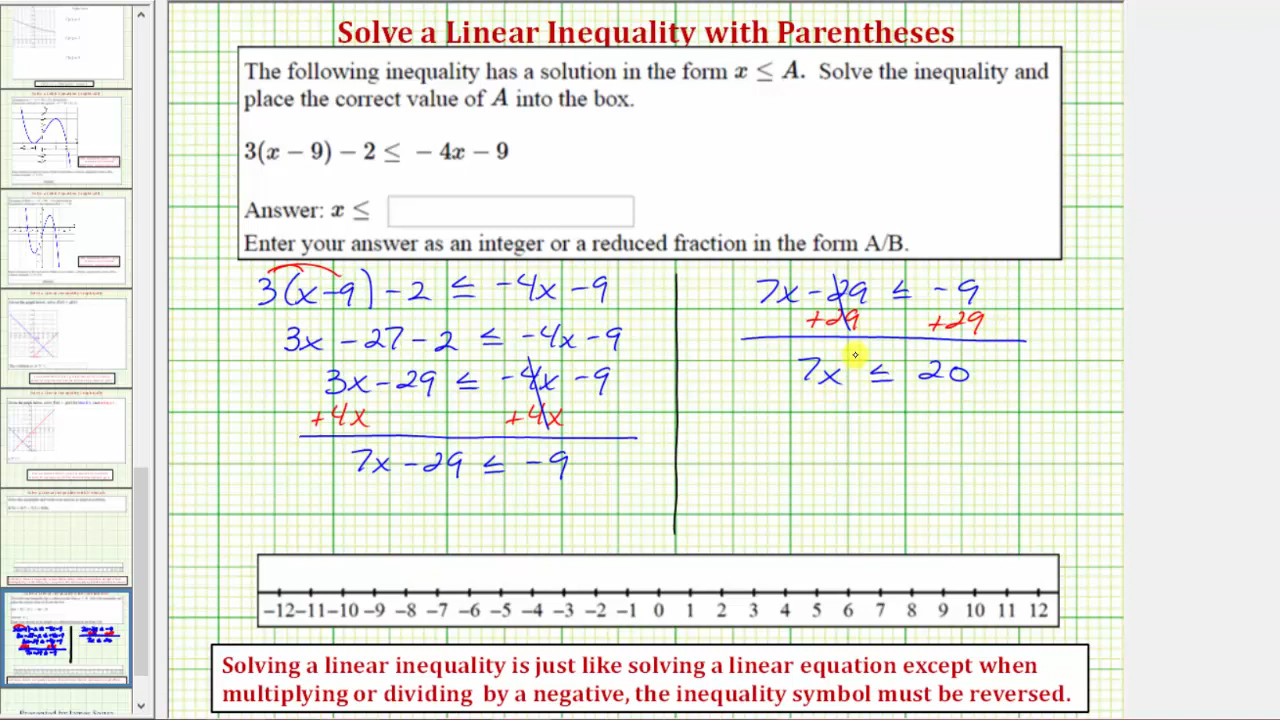 Solve a Linear Inequality with Parentheses
The following inequality has a solution in the form x ≤ A. Solve the inequality and
place the correct value of A into the box.
3(x − 9) − 2 ≤ − 4x − 9
Answer: x ≤
Enter your answer as an integer or a reduced fraction in the form A/B.
3(x-9) - 2 ≤ -4x - 9
3x - 27 - 2 ≤ -4x - 9
3x - 29 ≤ -4x - 9
+4x +4x
7x - 29 ≤ -9
7x - 29 ≤ -9
+29 +29
7x ≤ 20
−12 −11 −10 −9 −8 −7 −6 −5 −4 −3 −2 −1 0 1 2 3 4 5 6 7 8 9 10 11 12
Solving a linear inequality is just like solving a linear equation except when
multiplying or dividing by a negative, the inequality symbol must be reversed.